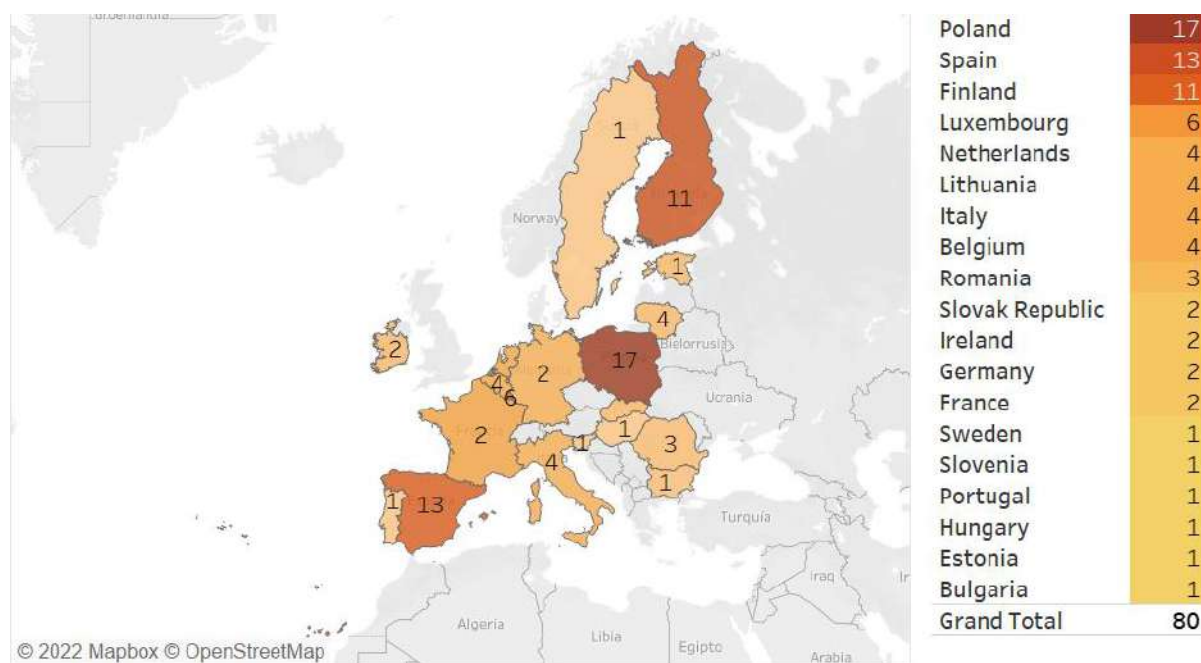 Groenlandia
1
Norway
11
1
4
Bielorrusia
2
17
2
4
6
Ucrania
2
1
1
3
4
1
1
13
Turquía
Iraq
Ir
Argelia
Libia
Egipto
Arabia
© 2022 Mapbox © OpenStreetMap
Poland 17
Spain 13
Finland 11
Luxembourg 6
Netherlands 4
Lithuania 4
Italy 4
Belgium 4
Romania 3
Slovak Republic 2
Ireland 2
Germany 2
France 2
Sweden 1
Slovenia 1
Portugal 1
Hungary 1
Estonia 1
Bulgaria 1
Grand Total 80